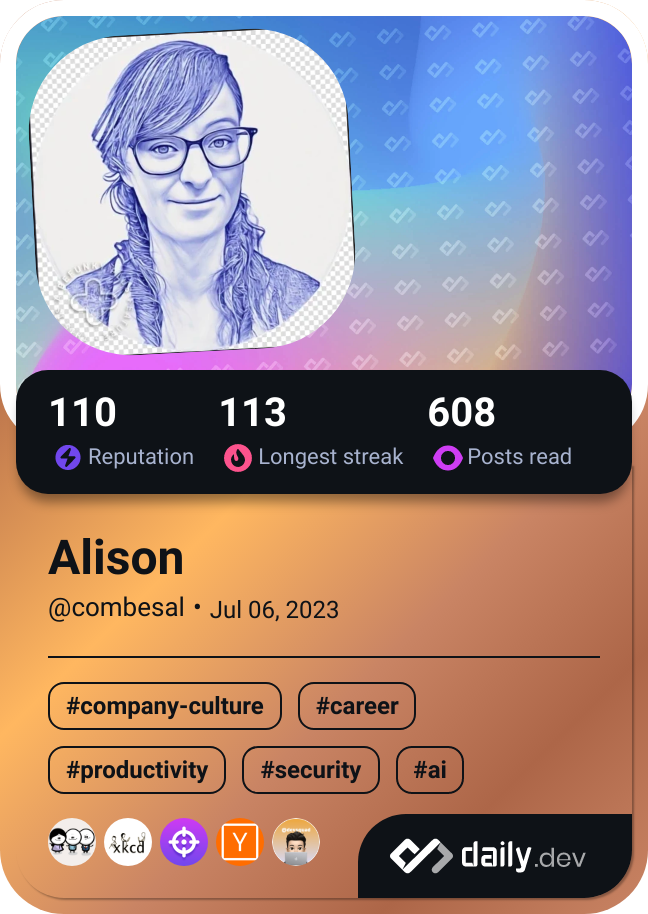 110 113 608
Reputation Longest streak Posts read
Alison
@combesal • Jul 06, 2023
#company-culture #career
#productivity #security #ai
xkcd Y
daily.dev